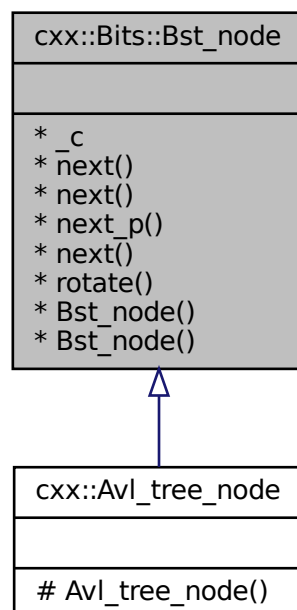 cxx::Bits::Bst_node
* _c
* next()
* next()
* next_p()
* next()
* rotate()
* Bst_node()
* Bst_node()
cxx::Avl_tree_node
# Avl_tree_node()